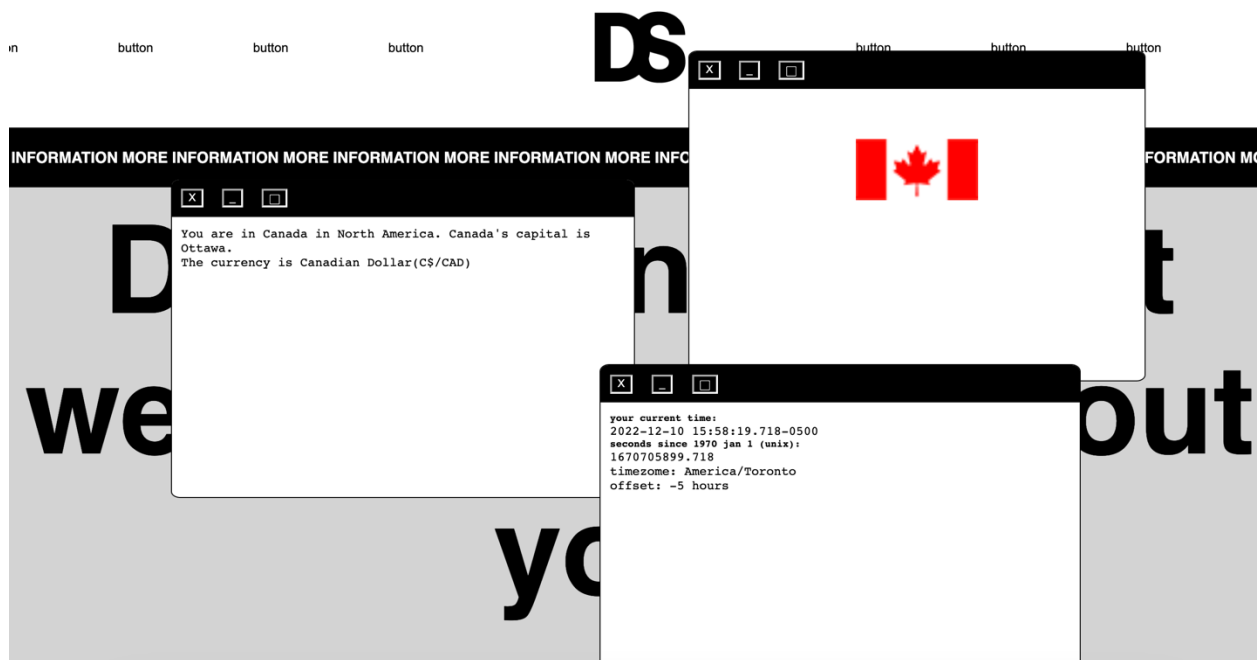 button
button
button
DS
button
button
button
INFORMATION MORE INFORMATION MORE INFORMATION MORE INFORMATION MORE
FORMATION
X _ □
X _ □
You are in Canada in North America. Canada's capital is
Ottawa.
The currency is Canadian Dollar(C$/CAD)
we
out
X _ □
your current time:
2022-12-10 15:58:19.718-0500
seconds since 1970 jan 1 (unix):
1670705899.718
timezome: America/Toronto
offset: -5 hours